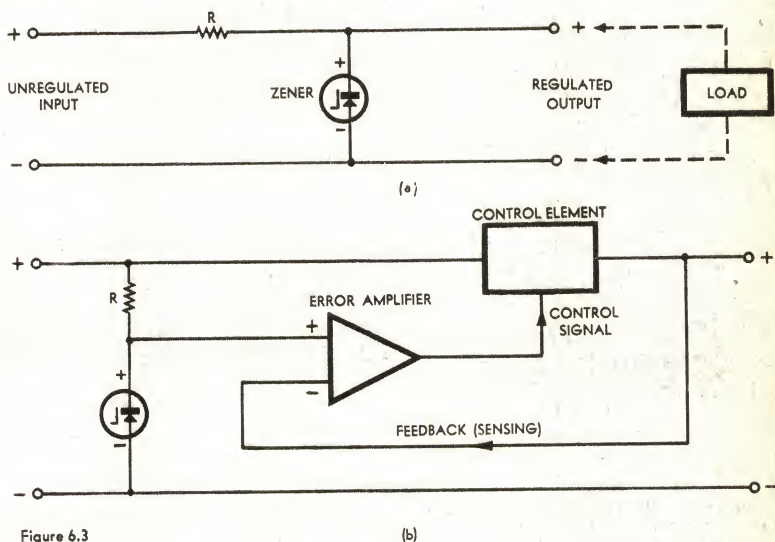 R
+
+
UNREGULATED
INPUT
ZENER
+
-
REGULATED
OUTPUT
LOAD
-
-
(a)
CONTROL ELEMENT
+
+
R
ERROR AMPLIFIER
+
CONTROL
SIGNAL
+
-
-
FEEDBACK (SENSING)
-
-
Figure 6.3
(b)